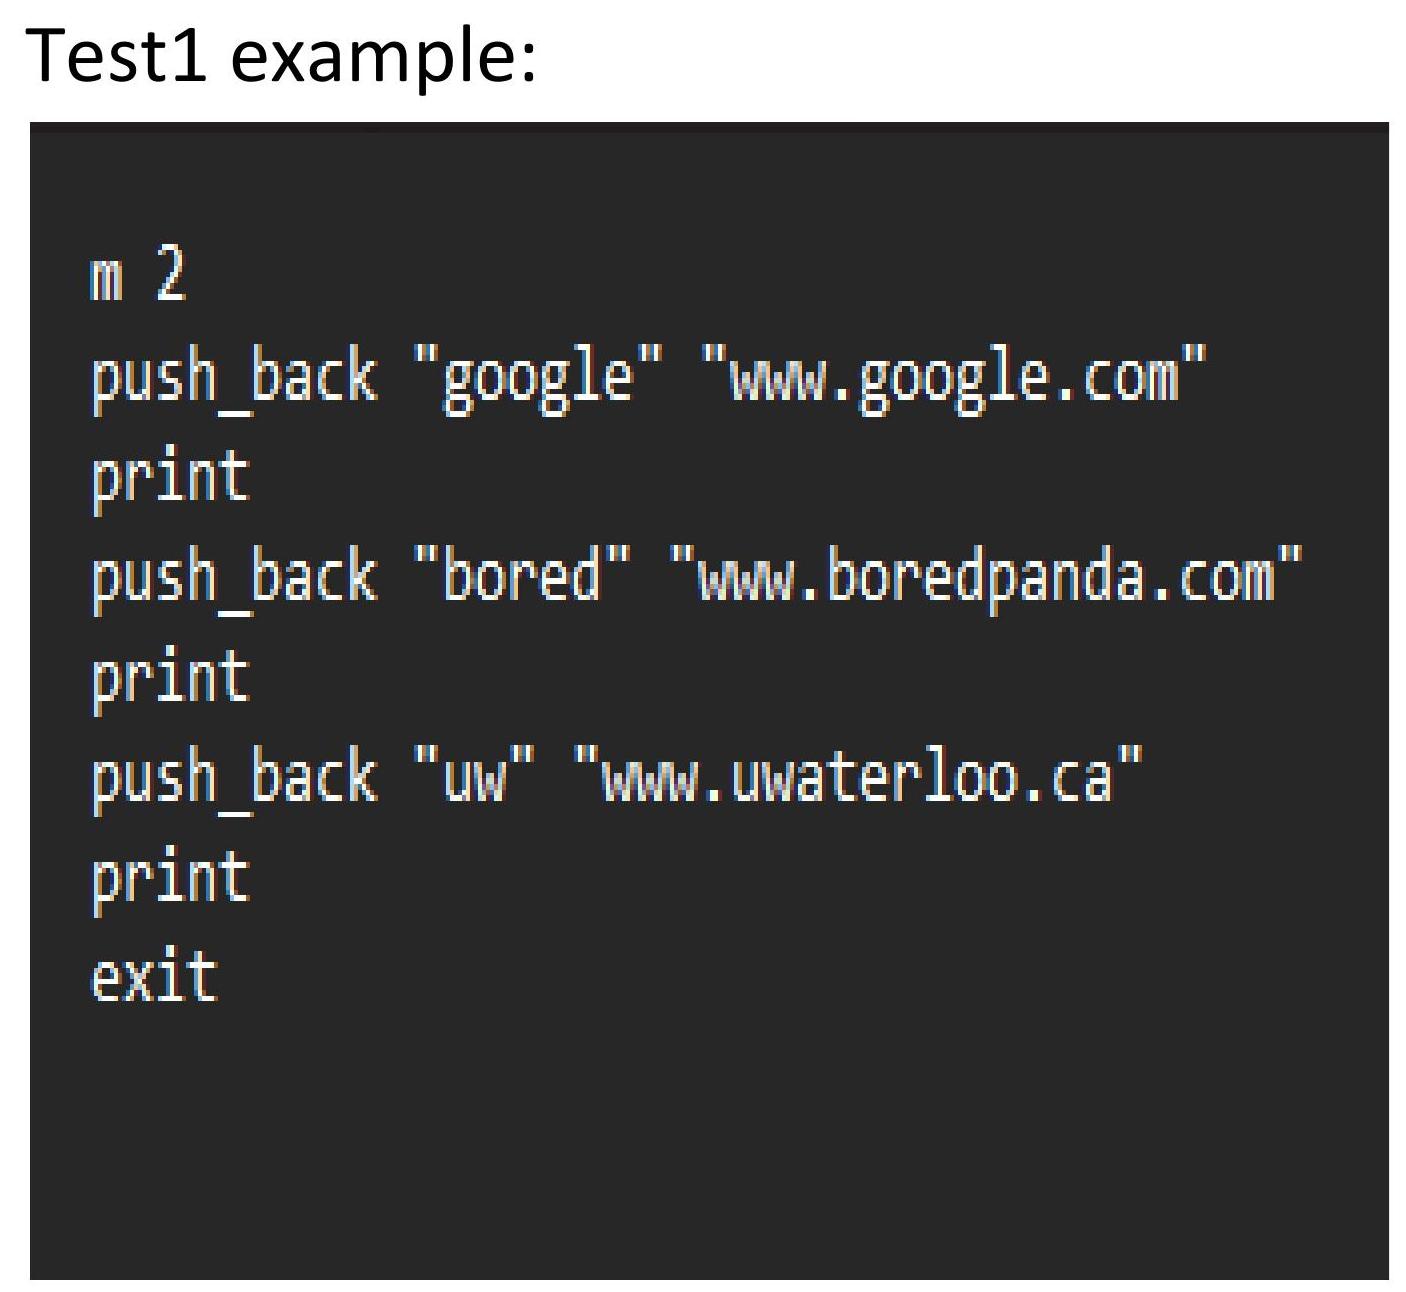 Test1 example:
m 2
push_back "google" "www.google.com"
print
push_back "bored" "www.boredpanda.com"
print
push_back "uw" "www.uwaterloo.ca"
print
exit